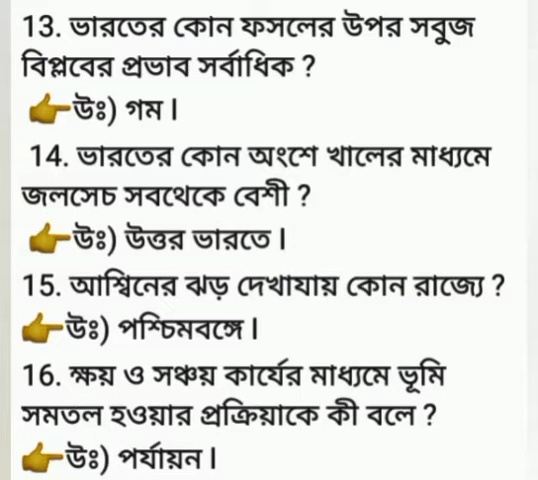 13. ভারতের কোন ফসলের উপর সবুজ
বিপ্লবের প্রভাব সর্বাধিক ?
👉উঃ) গম ।
14. ভারতের কোন অংশে খালের মাধ্যমে
জলসেচ সবথেকে বেশী ?
👉উঃ) উত্তর ভারতে ।
15. আশ্বিনের ঝড় দেখাযায় কোন রাজ্যে ?
👉উঃ) পশ্চিমবঙ্গে ।
16. ক্ষয় ও সঞ্চয় কার্যের মাধ্যমে ভূমি
সমতল হওয়ার প্রক্রিয়াকে কী বলে ?
👉উঃ) পর্যায়ন ।